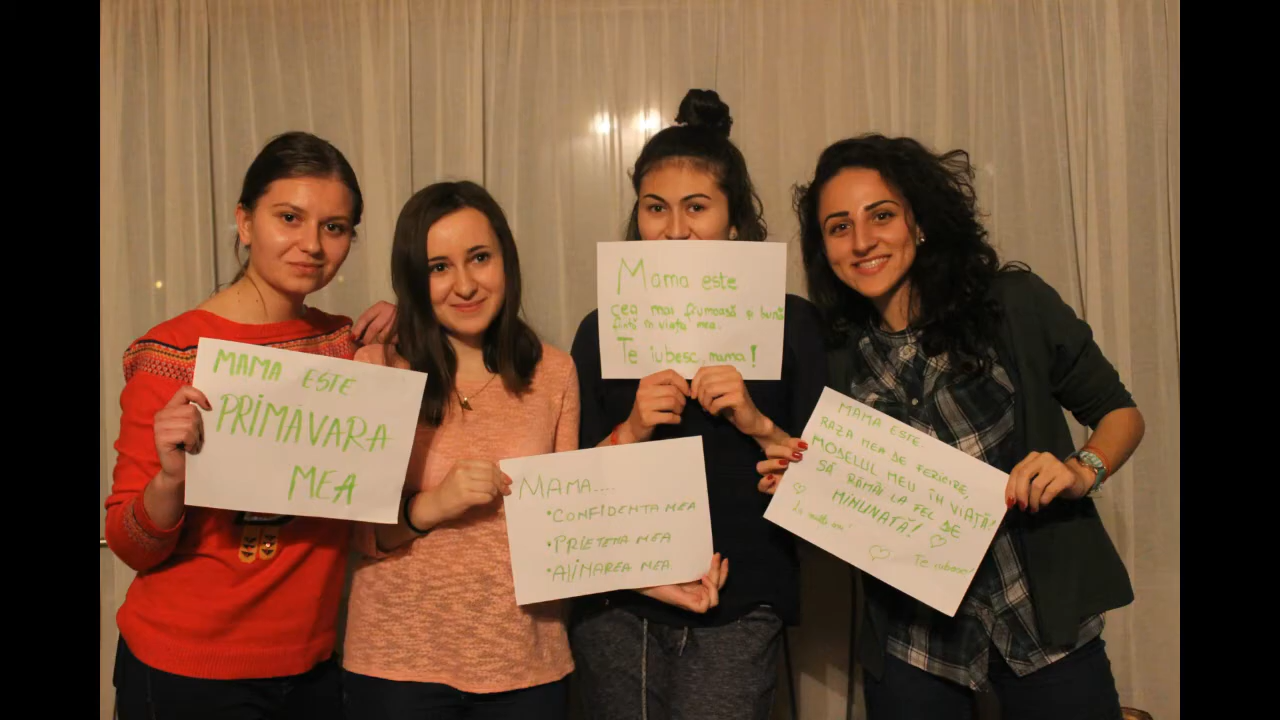 MAMA ESTE
PRIMĂVARA
MEA
MAMA....
•CONFIDENTA MEA
•PRIETENA MEA
•ALINAREA MEA.
Mama este
cea mai frumoasă și bună
ființă în viața mea.
Te iubesc, mama!
MAMA ESTE..
RAZA MEA DE FERICIRE,
MODELUL MEU ÎN VIAȚĂ!
SĂ RĂMÂI LA FEL DE
MINUNATĂ!
La mulți ani!
Te iubesc!